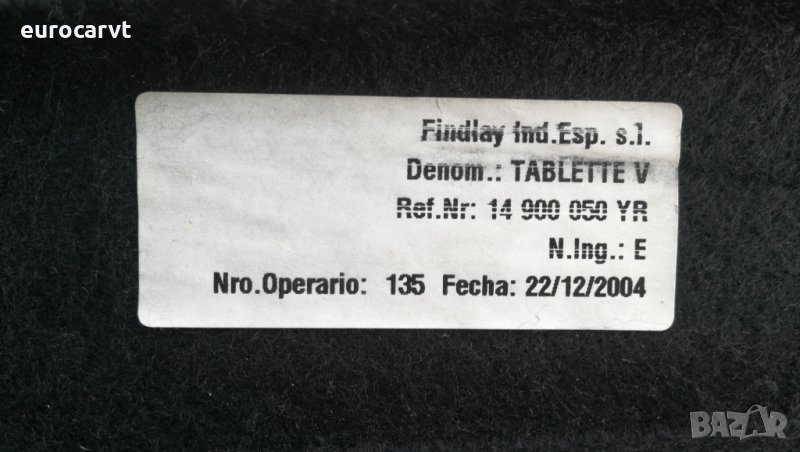 eurocarvt
Findlay Ind.Esp. s.l.
Denom.: TABLETTE V
Ref.Nr: 14 900 050 YR
N.Ing.: E
Nro.Operario: 135 Fecha: 22/12/2004
BAZAR